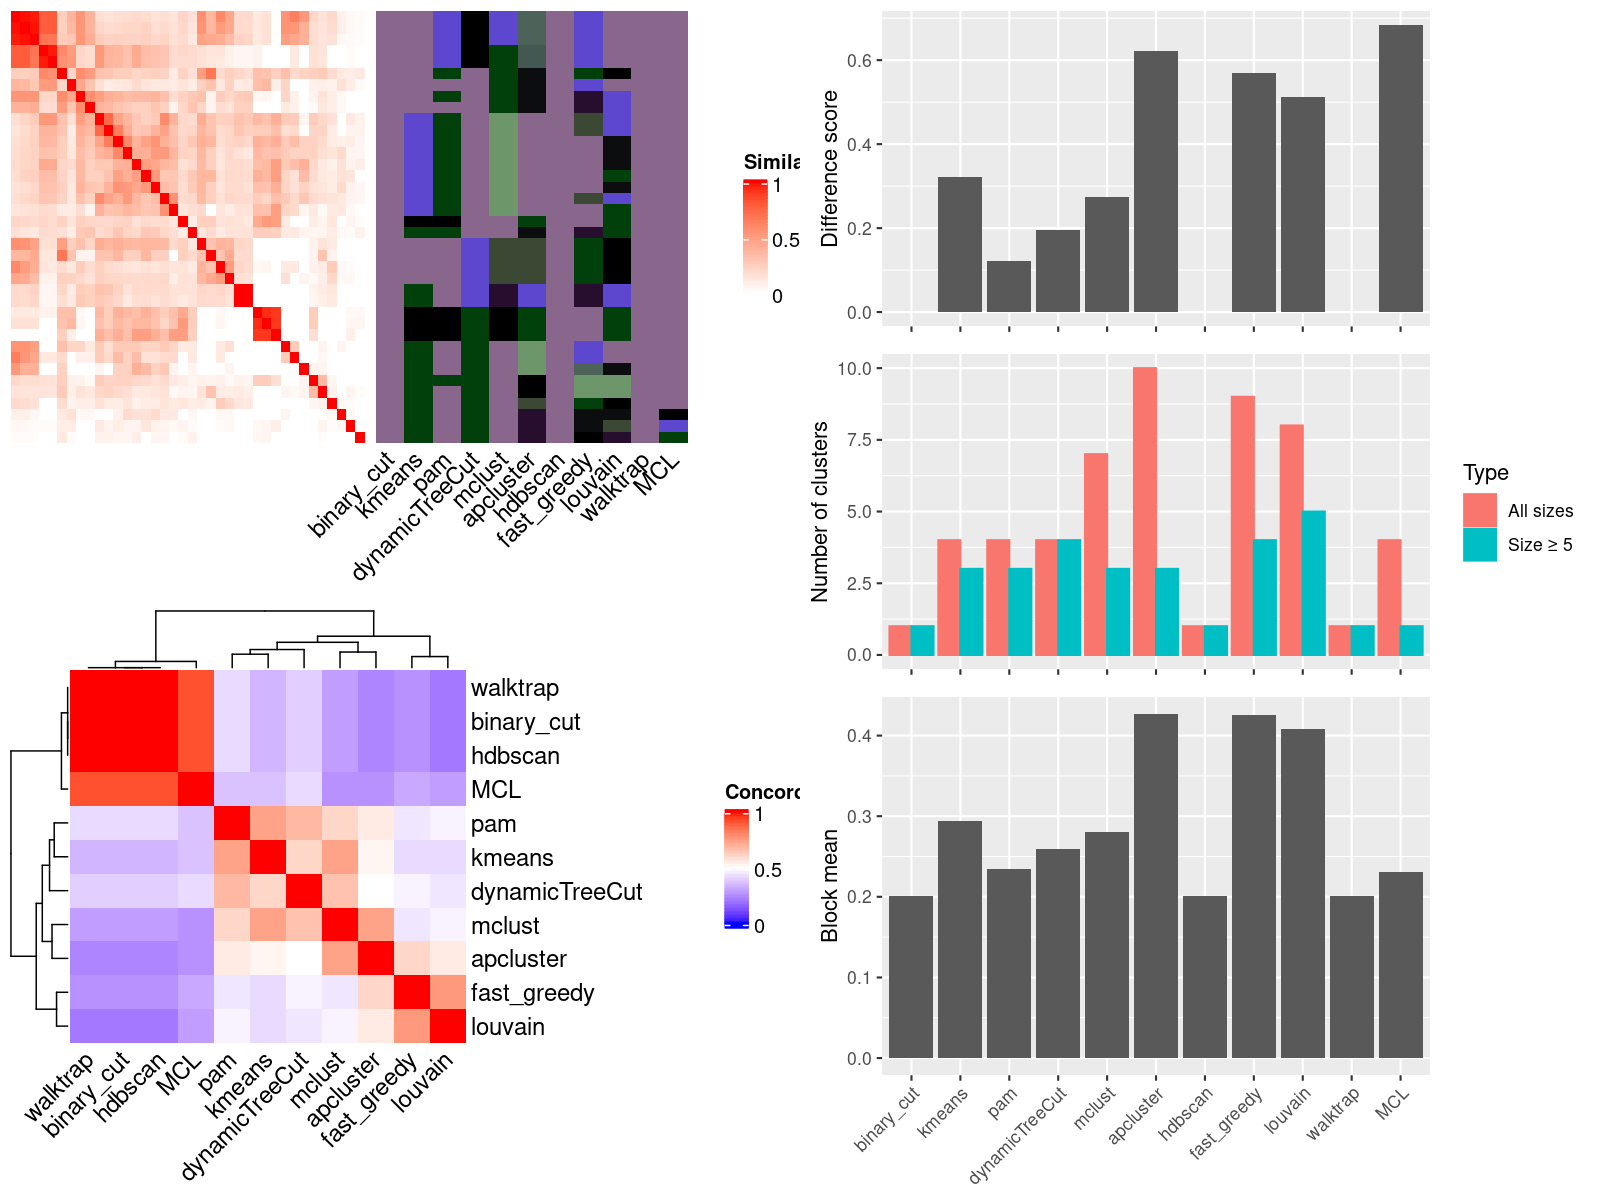 Simila
1
0.5
0
binary_cut
kmeans
pam
dynamicTreeCut
mclust
apcluster
hdbscan
fast_greedy
louvain
walktrap
MCL
walktrap
binary_cut
hdbscan
MCL
pam
kmeans
dynamicTreeCut
mclust
apcluster
fast_greedy
louvain
walktrap
binary_cut
hdbscan
MCL
pam
kmeans
dynamicTreeCut
mclust
apcluster
fast_greedy
louvain
Concord
1
0.5
0
Difference score
0.6
0.4
0.2
0.0
Number of clusters
10.0
7.5
5.0
2.5
0.0
Type
All sizes
Size ≥ 5
Block mean
0.4
0.3
0.2
0.1
0.0
binary_cut
kmeans
pam
dynamicTreeCut
mclust
apcluster
hdbscan
fast_greedy
louvain
walktrap
MCL